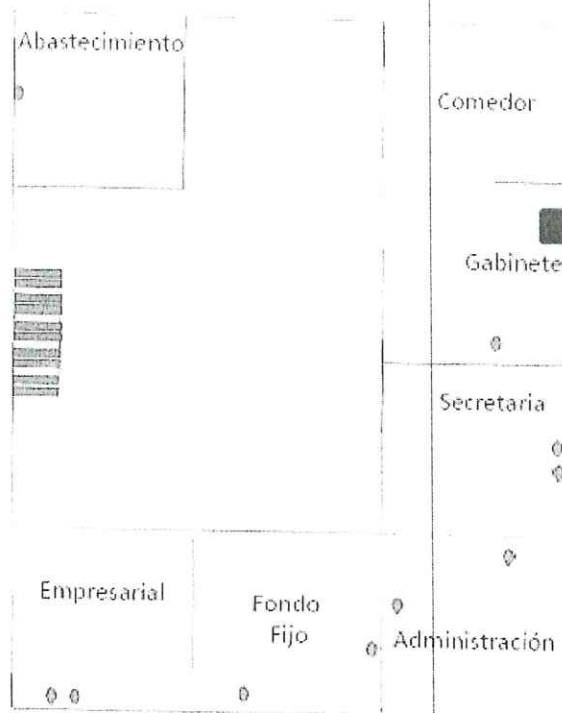 Abastecimiento
Comedor
Gabinete
Secretaria
Empresarial
Fondo
Fijo
Administración